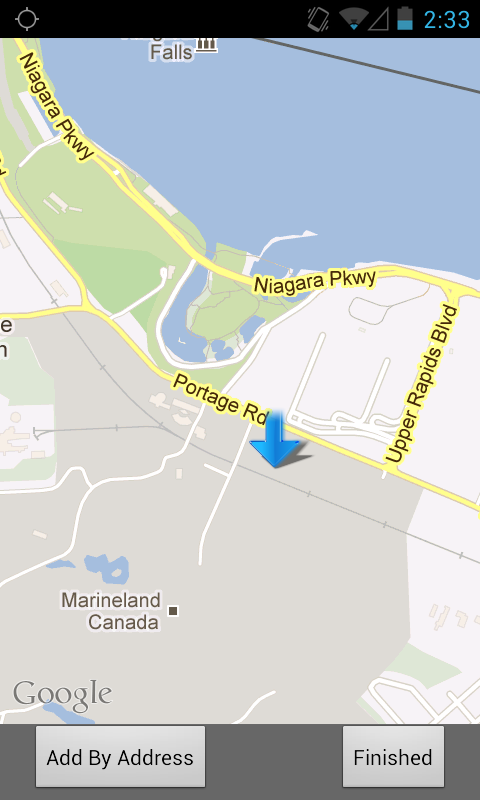 2:33
Falls
Niagara Pkwy
Niagara Pkwy
Upper Rapids Blvd
Portage Rd
Marineland
Canada
Google
Add By Address
Finished